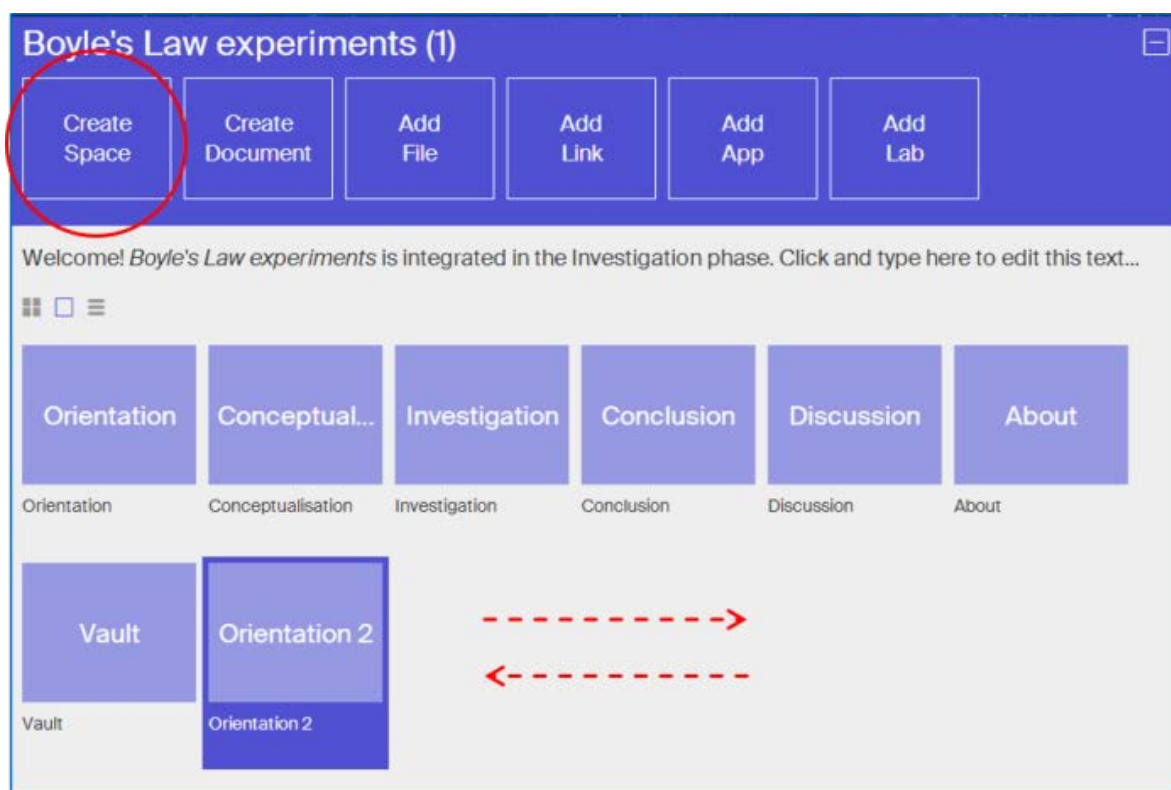 Boyle's Law experiments (1)
Create
Space
Create
Document
Add
File
Add
Link
Add
App
Add
Lab
Welcome! Boyle's Law experiments is integrated in the Investigation phase. Click and type here to edit this text...
Orientation
Conceptual...
Investigation
Conclusion
Discussion
About
Orientation
Conceptualisation
Investigation
Conclusion
Discussion
About
Vault
Orientation 2
Vault
Orientation 2